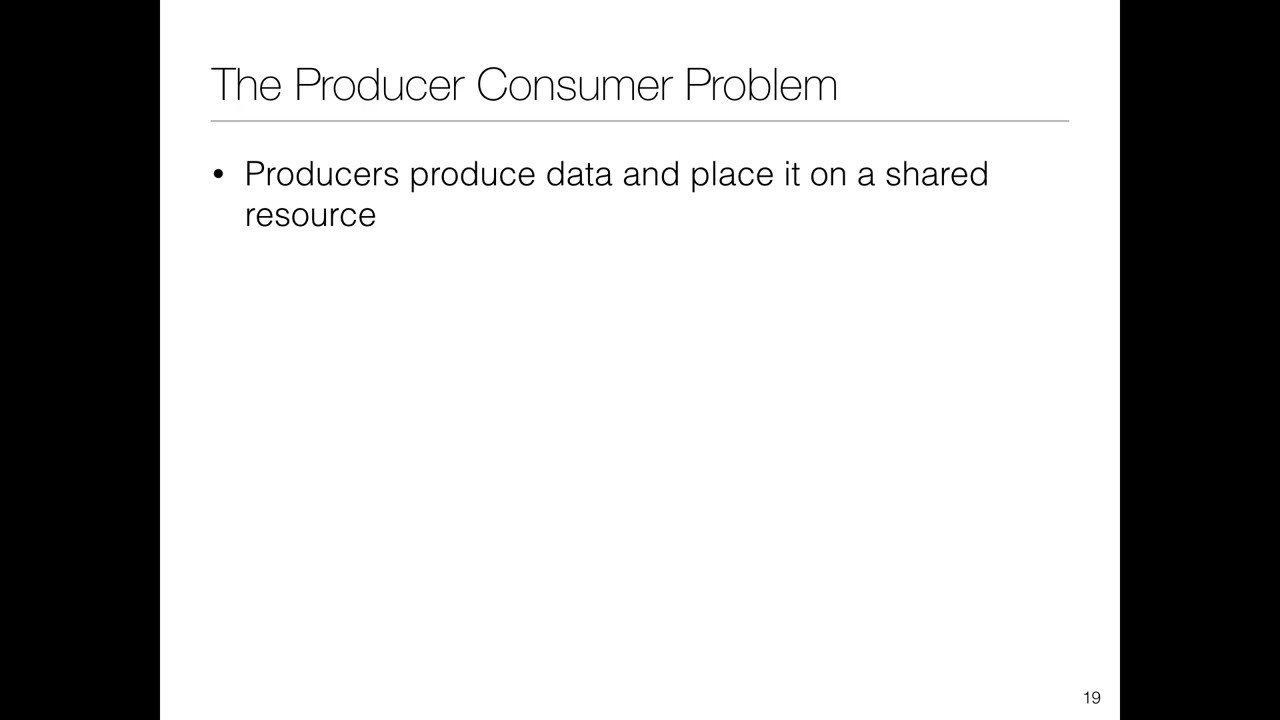 The Producer Consumer Problem
• Producers produce data and place it on a shared
resource
19